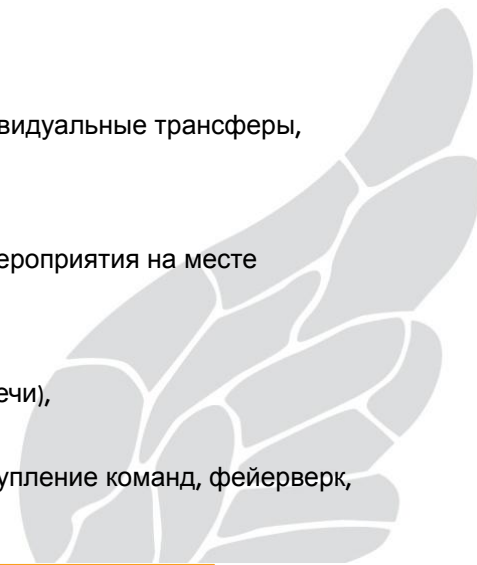 видуальные трансферы,
ероприятия на месте
ечи),
упление команд, фейерверк,